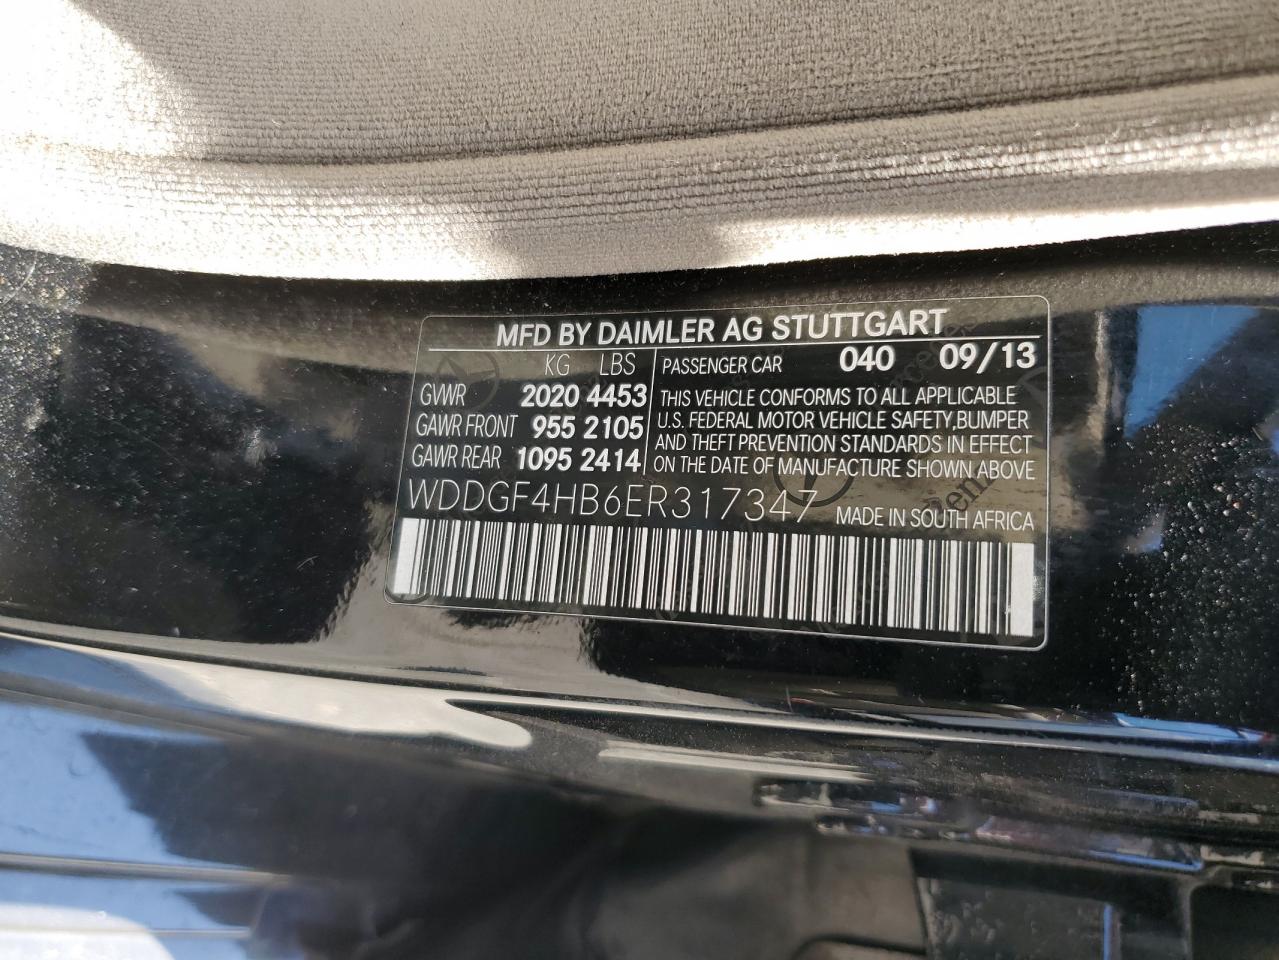 MFD BY DAIMLER AG STUTTGART
KG LBS
GVWR 2020 4453
GAWR FRONT 955 2105
GAWR REAR 1095 2414
PASSENGER CAR 040 09/13
THIS VEHICLE CONFORMS TO ALL APPLICABLE
U.S. FEDERAL MOTOR VEHICLE SAFETY,BUMPER
AND THEFT PREVENTION STANDARDS IN EFFECT
ON THE DATE OF MANUFACTURE SHOWN ABOVE
WDDGF4HB6ER317347 MADE IN SOUTH AFRICA